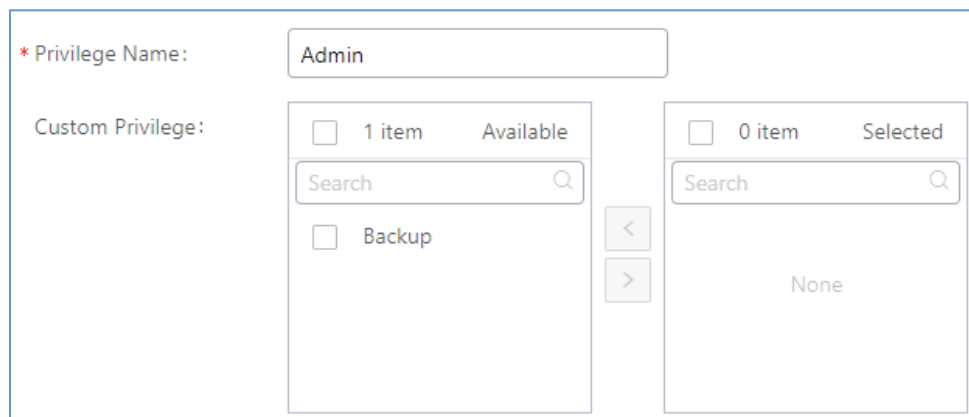 * Privilege Name: Admin
Custom Privilege: 1 item Available 0 item Selected
Search Search
Backup
<
>
None